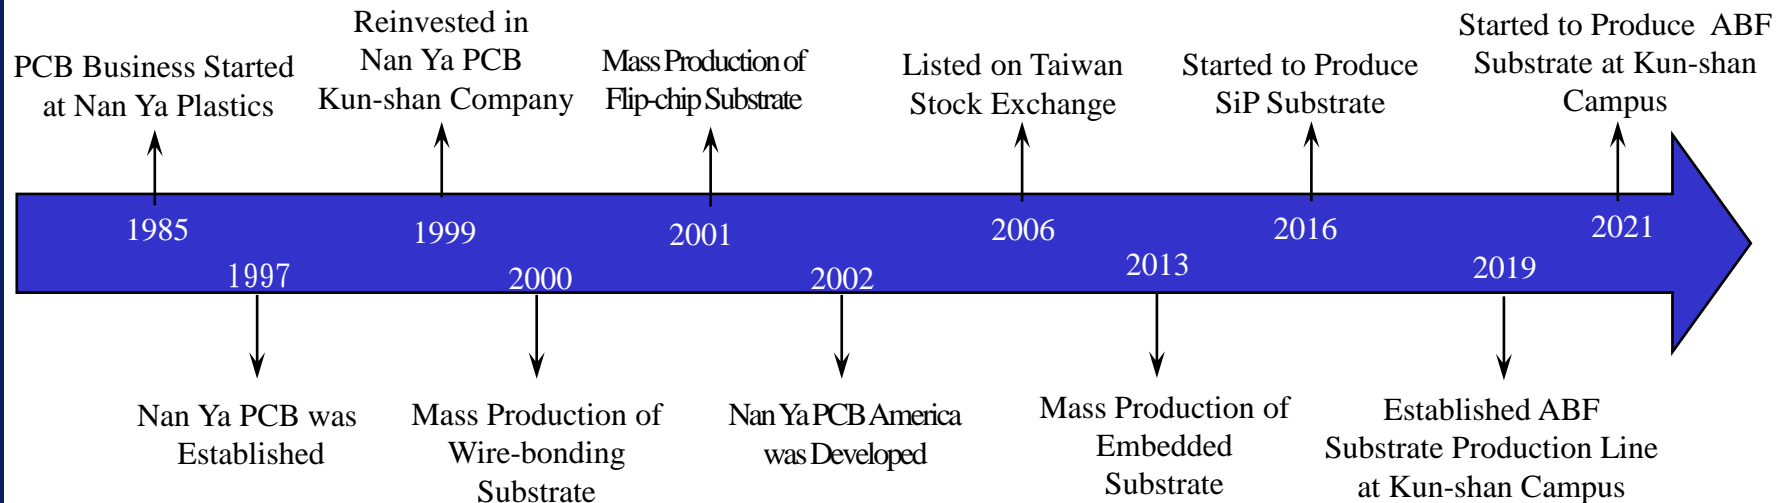 PCB Business Started
at Nan Ya Plastics
Reinvested in
Nan Ya PCB
Kun-shan Company
Mass Production of
Flip-chip Substrate
Listed on Taiwan
Stock Exchange
Started to Produce
SiP Substrate
Started to Produce ABF
Substrate at Kun-shan
Campus
1985
1999
2001
2006
2016
2021
1997
2000
2002
2013
2019
Nan Ya PCB was
Established
Mass Production of
Wire-bonding
Substrate
Nan Ya PCB America
was Developed
Mass Production of
Embedded
Substrate
Established ABF
Substrate Production Line
at Kun-shan Campus